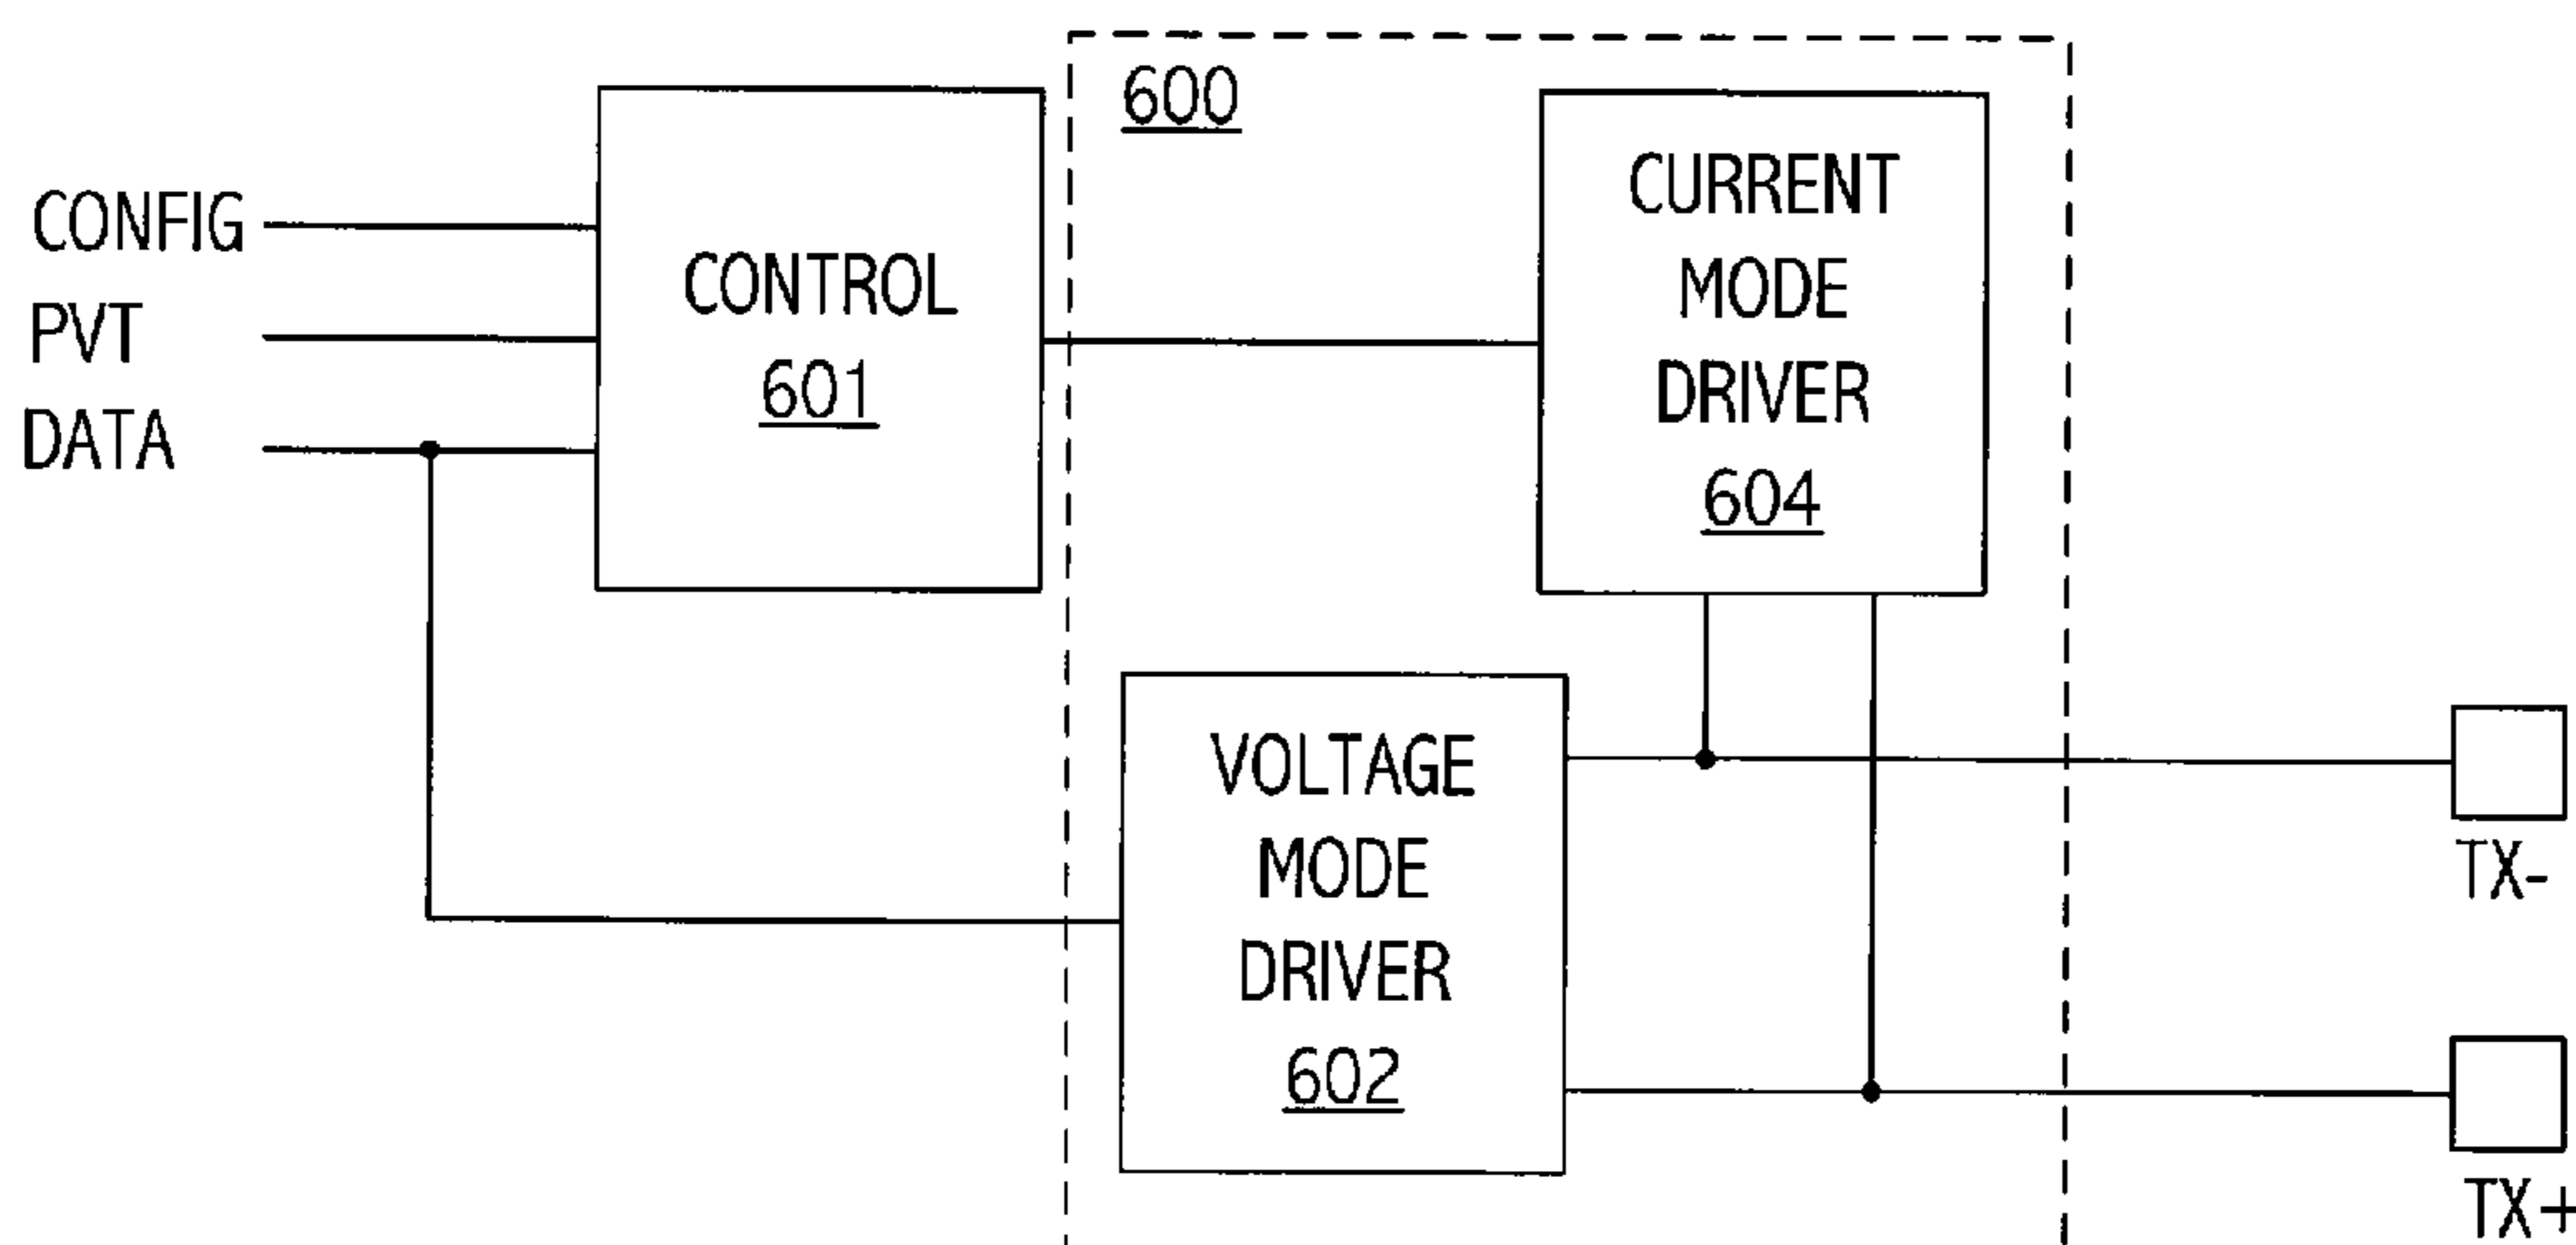 600
CONFIG
PVT
DATA
CONTROL
601
CURRENT
MODE
DRIVER
604
VOLTAGE
MODE
DRIVER
602
TX-
TX+